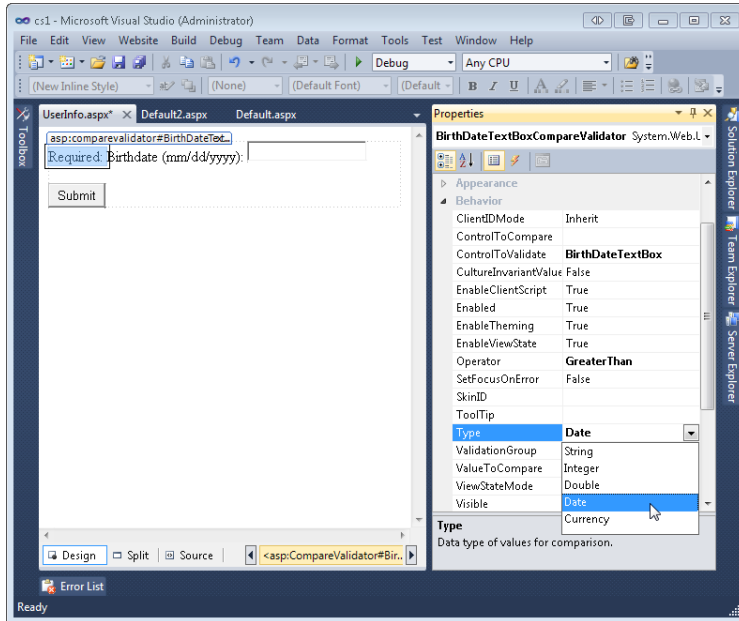 cs1 - Microsoft Visual Studio (Administrator)
File Edit View Website Build Debug Team Data Format Tools Test Window Help
Debug Any CPU
(New Inline Style) (None) (Default Font) (Default B I U A
UserInfo.aspx* Default2.aspx Default.aspx
Toolbox
asp:comparevalidator#BirthDateText...
Required: Birthdate (mm/dd/yyyy):
Submit
Properties
BirthDateTextBoxCompareValidator System.Web.U
Appearance
Behavior
ClientIDMode Inherit
ControlToCompare
ControlToValidate BirthDateTextBox
CultureInvariantValue False
EnableClientScript True
Enabled True
EnableTheming True
EnableViewState True
Operator GreaterThan
SetFocusOnError False
SkinID
ToolTip
Type Date
ValidationGroup
ValueToCompare
ViewStateMode
Visible
String
Integer
Double
Date
Currency
Type
Data type of values for comparison.
Solution Explorer
Team Explorer
Server Explorer
Design Split Source <asp:CompareValidator#Bir...
Error List
Ready